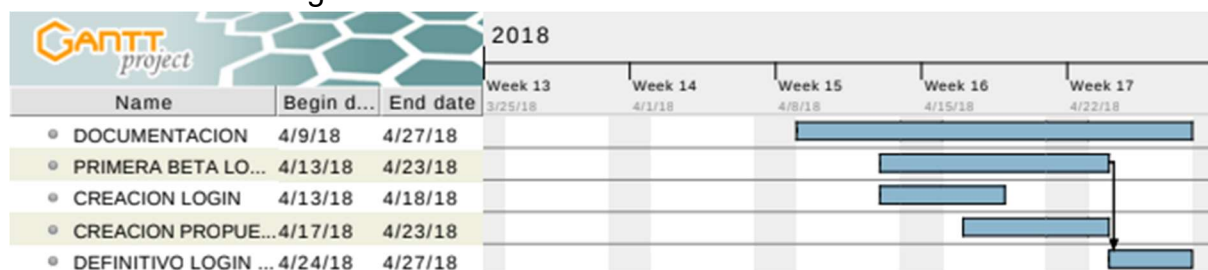 g
GANTT
project
2018
Week 13
Week 14
Week 15
Week 16
Week 17
3/25/18
4/1/18
4/8/18
4/15/18
4/22/18
Name Begin d... End date
DOCUMENTACION 4/9/18 4/27/18
PRIMERA BETA LO... 4/13/18 4/23/18
CREACION LOGIN 4/13/18 4/18/18
CREACION PROPUE... 4/17/18 4/23/18
DEFINITIVO LOGIN ... 4/24/18 4/27/18